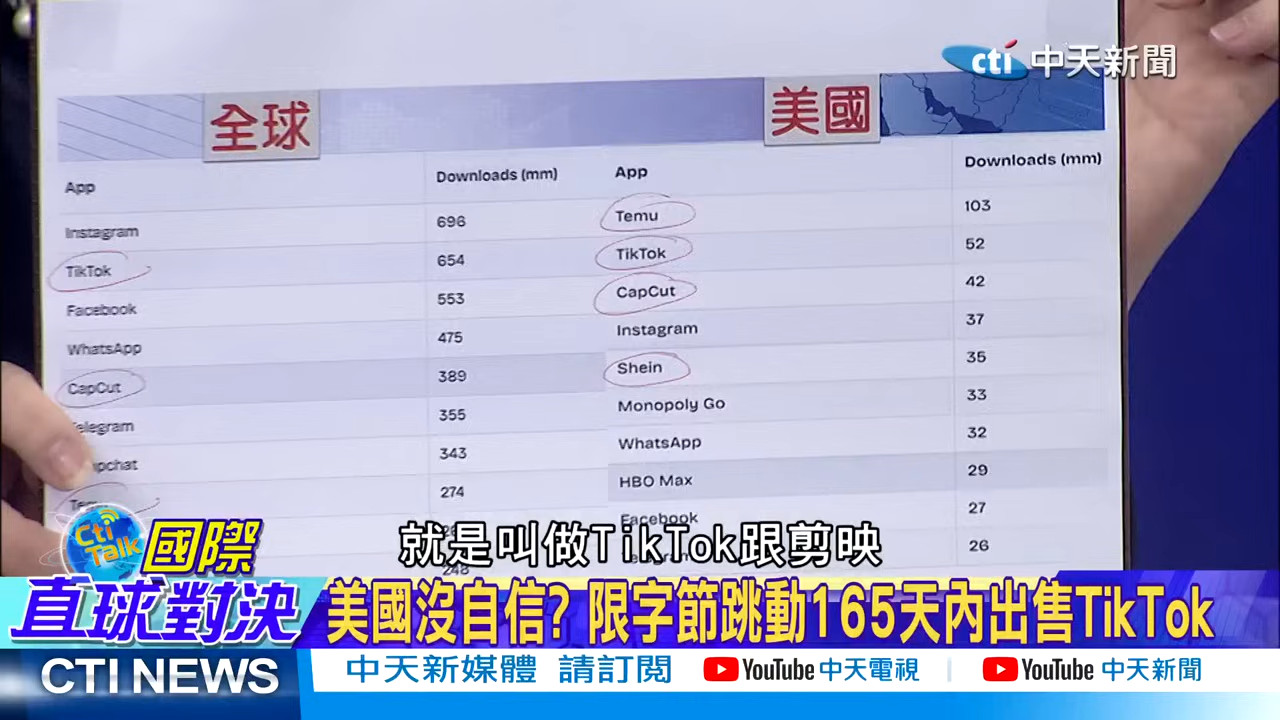 cti 中天新聞
全球 美國
App Downloads (mm) App Downloads (mm)
Instagram 696 Temu 103
TikTok 654 TikTok 52
Facebook 553 CapCut 42
WhatsApp 475 Instagram 37
CapCut 389 Shein 35
elegram 355 Monopoly Go 33
pchat 343 WhatsApp 32
Te 274 HBO Max 29
Facebook 27
248 26
就是叫做TikTok跟剪映
Cti Talk 國際
直球對決
美國沒自信? 限字節跳動165天內出售TikTok
CTI NEWS 中天新媒體 請訂閱 YouTube 中天電視 YouTube 中天新聞